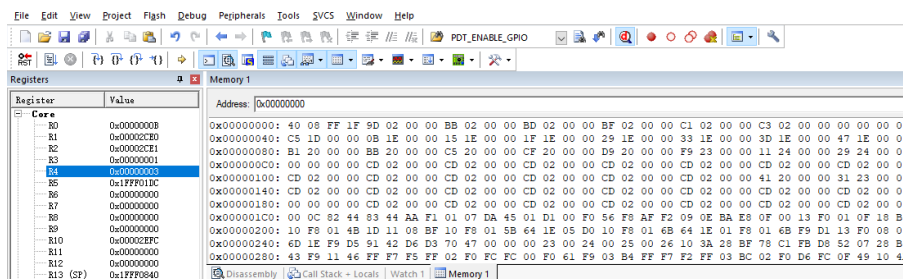 File Edit View Project Flash Debug Peripherals Tools SVCS Window Help
PDT_ENABLE_GPIO
Registers
Memory 1
Register Value
Address: 0x00000000
Core
R0 0x0000000B
R1 0x00002CE0
R2 0x00002CE1
R3 0x00000001
R4 0x00000003
R5 0x1FFF01DC
R6 0x00000000
R7 0x00000000
R8 0x00000000
R9 0x00000000
R10 0x00002EFC
R11 0x00000000
R12 0x00000000
R13 (SP) 0x1FFF0840
0x00000000: 40 08 FF 1F 9D 02 00 00 BB 02 00 00 BD 02 00 00 BF 02 00 00 C1 02 00 00 C3 02 00 00 00 00 00 0
0x00000040: C5 1D 00 00 0B 1E 00 00 15 1E 00 00 1F 1E 00 00 29 1E 00 00 33 1E 00 00 3D 1E 00 00 47 1E 00 0
0x00000080: B1 20 00 00 BB 20 00 00 C5 20 00 00 CF 20 00 00 D9 20 00 00 F9 23 00 00 11 24 00 00 29 24 00 0
0x000000C0: 00 00 00 00 CD 02 00 00 CD 02 00 00 CD 02 00 00 CD 02 00 00 CD 02 00 00 CD 02 00 00 CD 02 00 0
0x00000100: CD 02 00 00 CD 02 00 00 CD 02 00 00 CD 02 00 00 CD 02 00 00 CD 02 00 00 41 20 00 00 31 23 00 0
0x00000140: CD 02 00 00 CD 02 00 00 CD 02 00 00 CD 02 00 00 CD 02 00 00 CD 02 00 00 CD 02 00 00 CD 02 00 0
0x00000180: 00 00 00 00 CD 02 00 00 CD 02 00 00 CD 02 00 00 CD 02 00 00 CD 02 00 00 CD 02 00 00 CD 02 00 0
0x000001C0: 00 0C 82 44 83 44 AA F1 01 07 DA 45 01 D1 00 F0 56 F8 AF F2 09 0E BA E8 0F 00 13 F0 01 0F 18 B
0x00000200: 10 F8 01 4B 1D 11 08 BF 10 F8 01 5B 64 1E 05 D0 10 F8 01 6B 64 1E 01 F8 01 6B F9 D1 13 F0 08 0
0x00000240: 6D 1E F9 D5 91 42 D6 D3 70 47 00 00 00 23 00 24 00 25 00 26 10 3A 28 BF 78 C1 FB D8 52 07 28 B
0x00000280: 43 F9 11 46 FF F7 F5 FF 02 F0 FC FC 00 F0 61 F9 03 B4 FF F7 F2 FF 03 BC 02 F0 D6 FC 0F 49 10 4
Disassembly Call Stack + Locals Watch 1 Memory 1